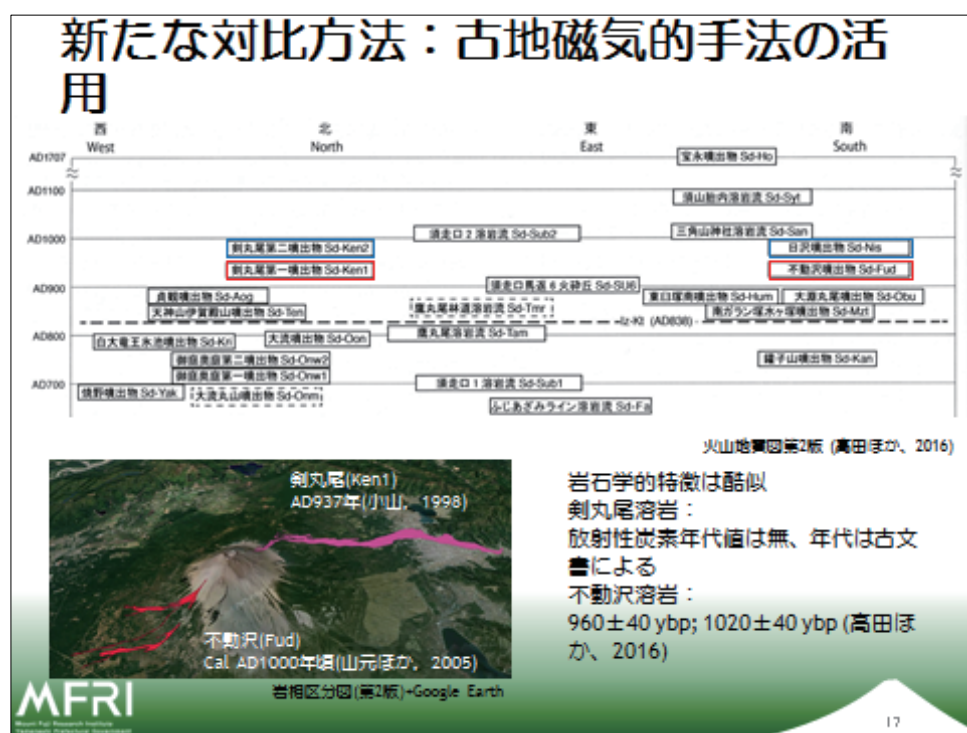 新たな対比方法：古地磁気的手法の活
用
西 北 東 南
West North East South
AD1707
宝永噴出物 Sd-Ho
AD1100
須山胎内溶岩流 Sd-Syt
AD1000
須走口2溶岩流 Sd-Sub2
三角山神社溶岩流 Sd-San
剣丸尾第二噴出物 Sd-Ken2
日沢噴出物 Sd-Nis
剣丸尾第一噴出物 Sd-Ken1
不動沢噴出物 Sd-Fud
AD900
須走口馬返6火砕丘 Sd-SU6
貞観噴出物 Sd-Aog
東臼塚南噴出物 Sd-Hum
大淵丸尾噴出物 Sd-Obu
天神山伊賀殿山噴出物 Sd-Ten
鷹丸尾林道溶岩流 Sd-Tmr
南ガラン塚水ヶ塚噴出物 Sd-Mzt
Iz-Kt (AD838)
AD800
白大竜王氷池噴出物 Sd-Kri
大流噴出物 Sd-Oon
鷹丸尾溶岩流 Sd-Tam
御庭奥庭第二噴出物 Sd-Onw2
罐子山噴出物 Sd-Kan
御庭奥庭第一噴出物 Sd-Onw1
AD700
須走口1溶岩流 Sd-Sub1
焼野噴出物 Sd-Yak
大流丸山噴出物 Sd-Onm
ふじあざみライン溶岩流 Sd-Fa
火山地質図第2版 (高田ほか、2016)
剣丸尾(Ken1)
AD937年(小山，1998)
不動沢(Fud)
Cal AD1000年頃(山元ほか，2005)
岩相区分図(第2版)+Google Earth
岩石学的特徴は酷似
剣丸尾溶岩：
放射性炭素年代値は無、年代は古文
書による
不動沢溶岩：
960±40 ybp; 1020±40 ybp (高田ほ
か、2016)
MFRI
Mount Fuji Research Institute
Yamanashi Prefectural Government
17